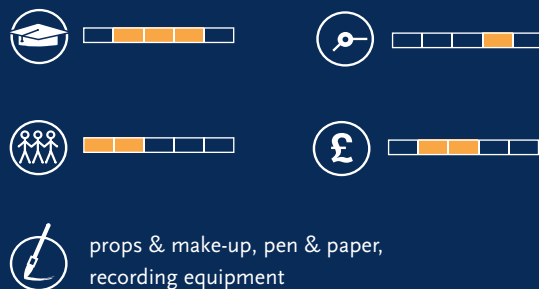 £
props & make-up, pen & paper,
recording equipment